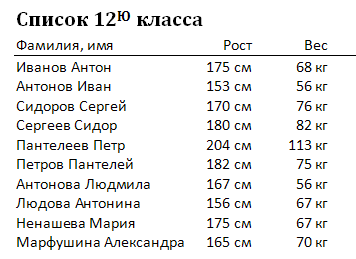 Список 12Ю класса
Фамилия, имя Рост Вес
Иванов Антон 175 см 68 кг
Антонов Иван 153 см 56 кг
Сидоров Сергей 170 см 76 кг
Сергеев Сидор 180 см 82 кг
Пантелеев Петр 204 см 113 кг
Петров Пантелей 182 см 75 кг
Антонова Людмила 167 см 56 кг
Людова Антонина 156 см 67 кг
Ненашева Мария 175 см 67 кг
Марфушина Александра 165 см 70 кг